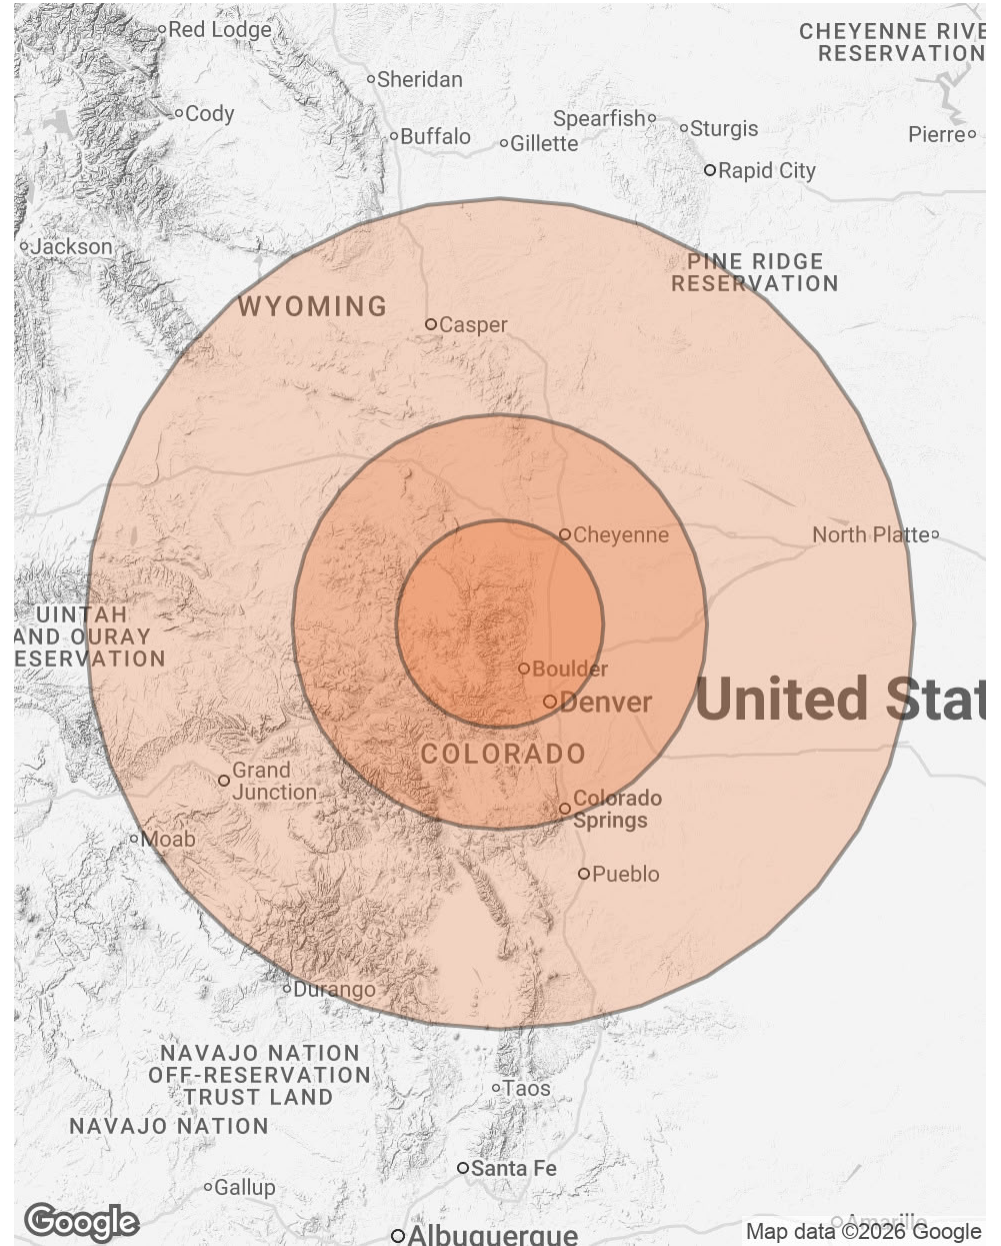 Red Lodge
CHEYENNE RIVE
RESERVATION
Sheridan
Cody
Spearfish
Sturgis
Buffalo
Gillette
Pierre
Rapid City
Jackson
PINE RIDGE
RESERVATION
WYOMING
Casper
Cheyenne
North Platte
UINTAH
AND OURAY
ESERVATION
Boulder
Denver
United Stat
COLORADO
Grand
Junction
Colorado
Springs
Moab
Pueblo
Durango
NAVAJO NATION
OFF-RESERVATION
TRUST LAND
Taos
NAVAJO NATION
Santa Fe
Gallup
Amarillo
Google
Albuquerque
Map data ©2026 Google